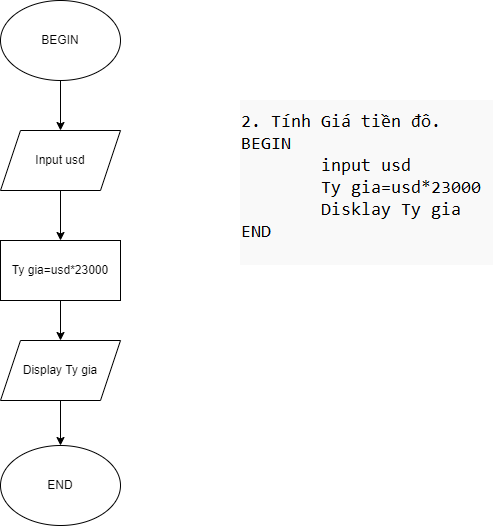 BEGIN
Input usd
Ty gia=usd*23000
Display Ty gia
END
2. Tính Giá tiền đô.
BEGIN
input usd
Ty gia=usd*23000
Disklay Ty gia
END